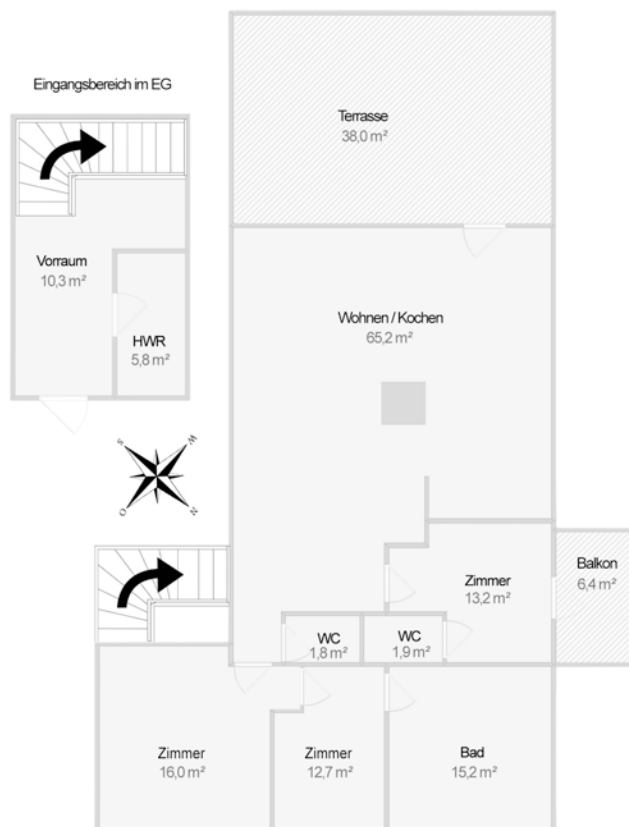 Eingangsbereich im EG
Terrasse
38,0 m²
Vorraum
10,3 m²
HWR
5,8 m²
Wohnen / Kochen
65,2 m²
S
W
O
N
Zimmer
13,2 m²
Balkon
6,4 m²
WC
1,8 m²
WC
1,9 m²
Zimmer
16,0 m²
Zimmer
12,7 m²
Bad
15,2 m²